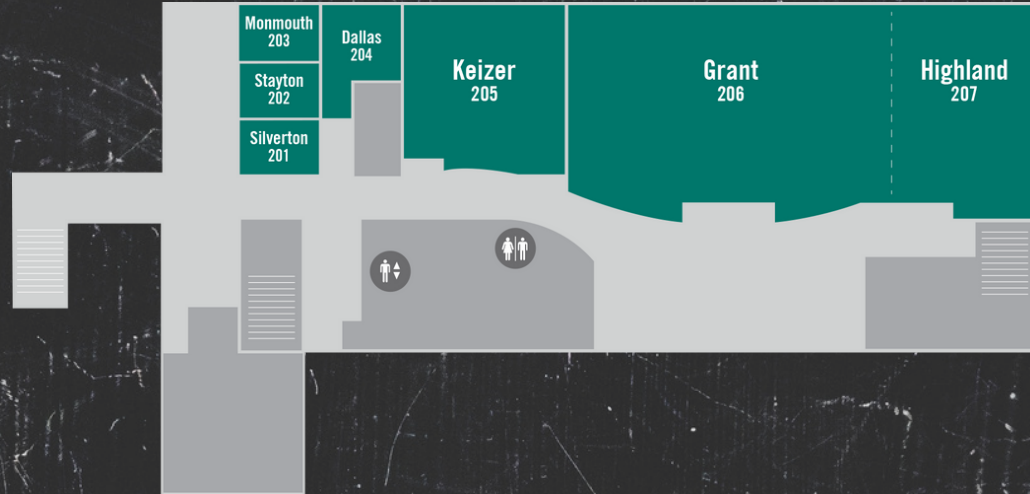 Monmouth
203
Stayton
202
Silverton
201
Dallas
204
Keizer
205
Grant
206
Highland
207